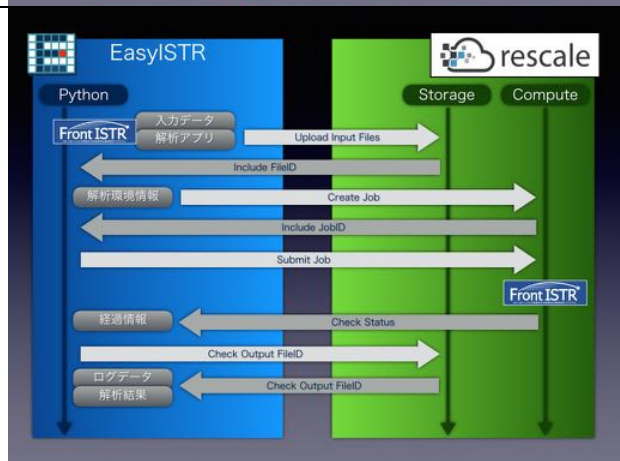 EasyISTR
rescale
Python
Storage
Compute
入力データ
FrontISTR
解析アプリ
Upload Input Files
Include FileID
解析環境情報
Create Job
Include JobID
Submit Job
FrontISTR
経過情報
Check Status
Check Output FileID
ログデータ
Check Output FileID
解析結果